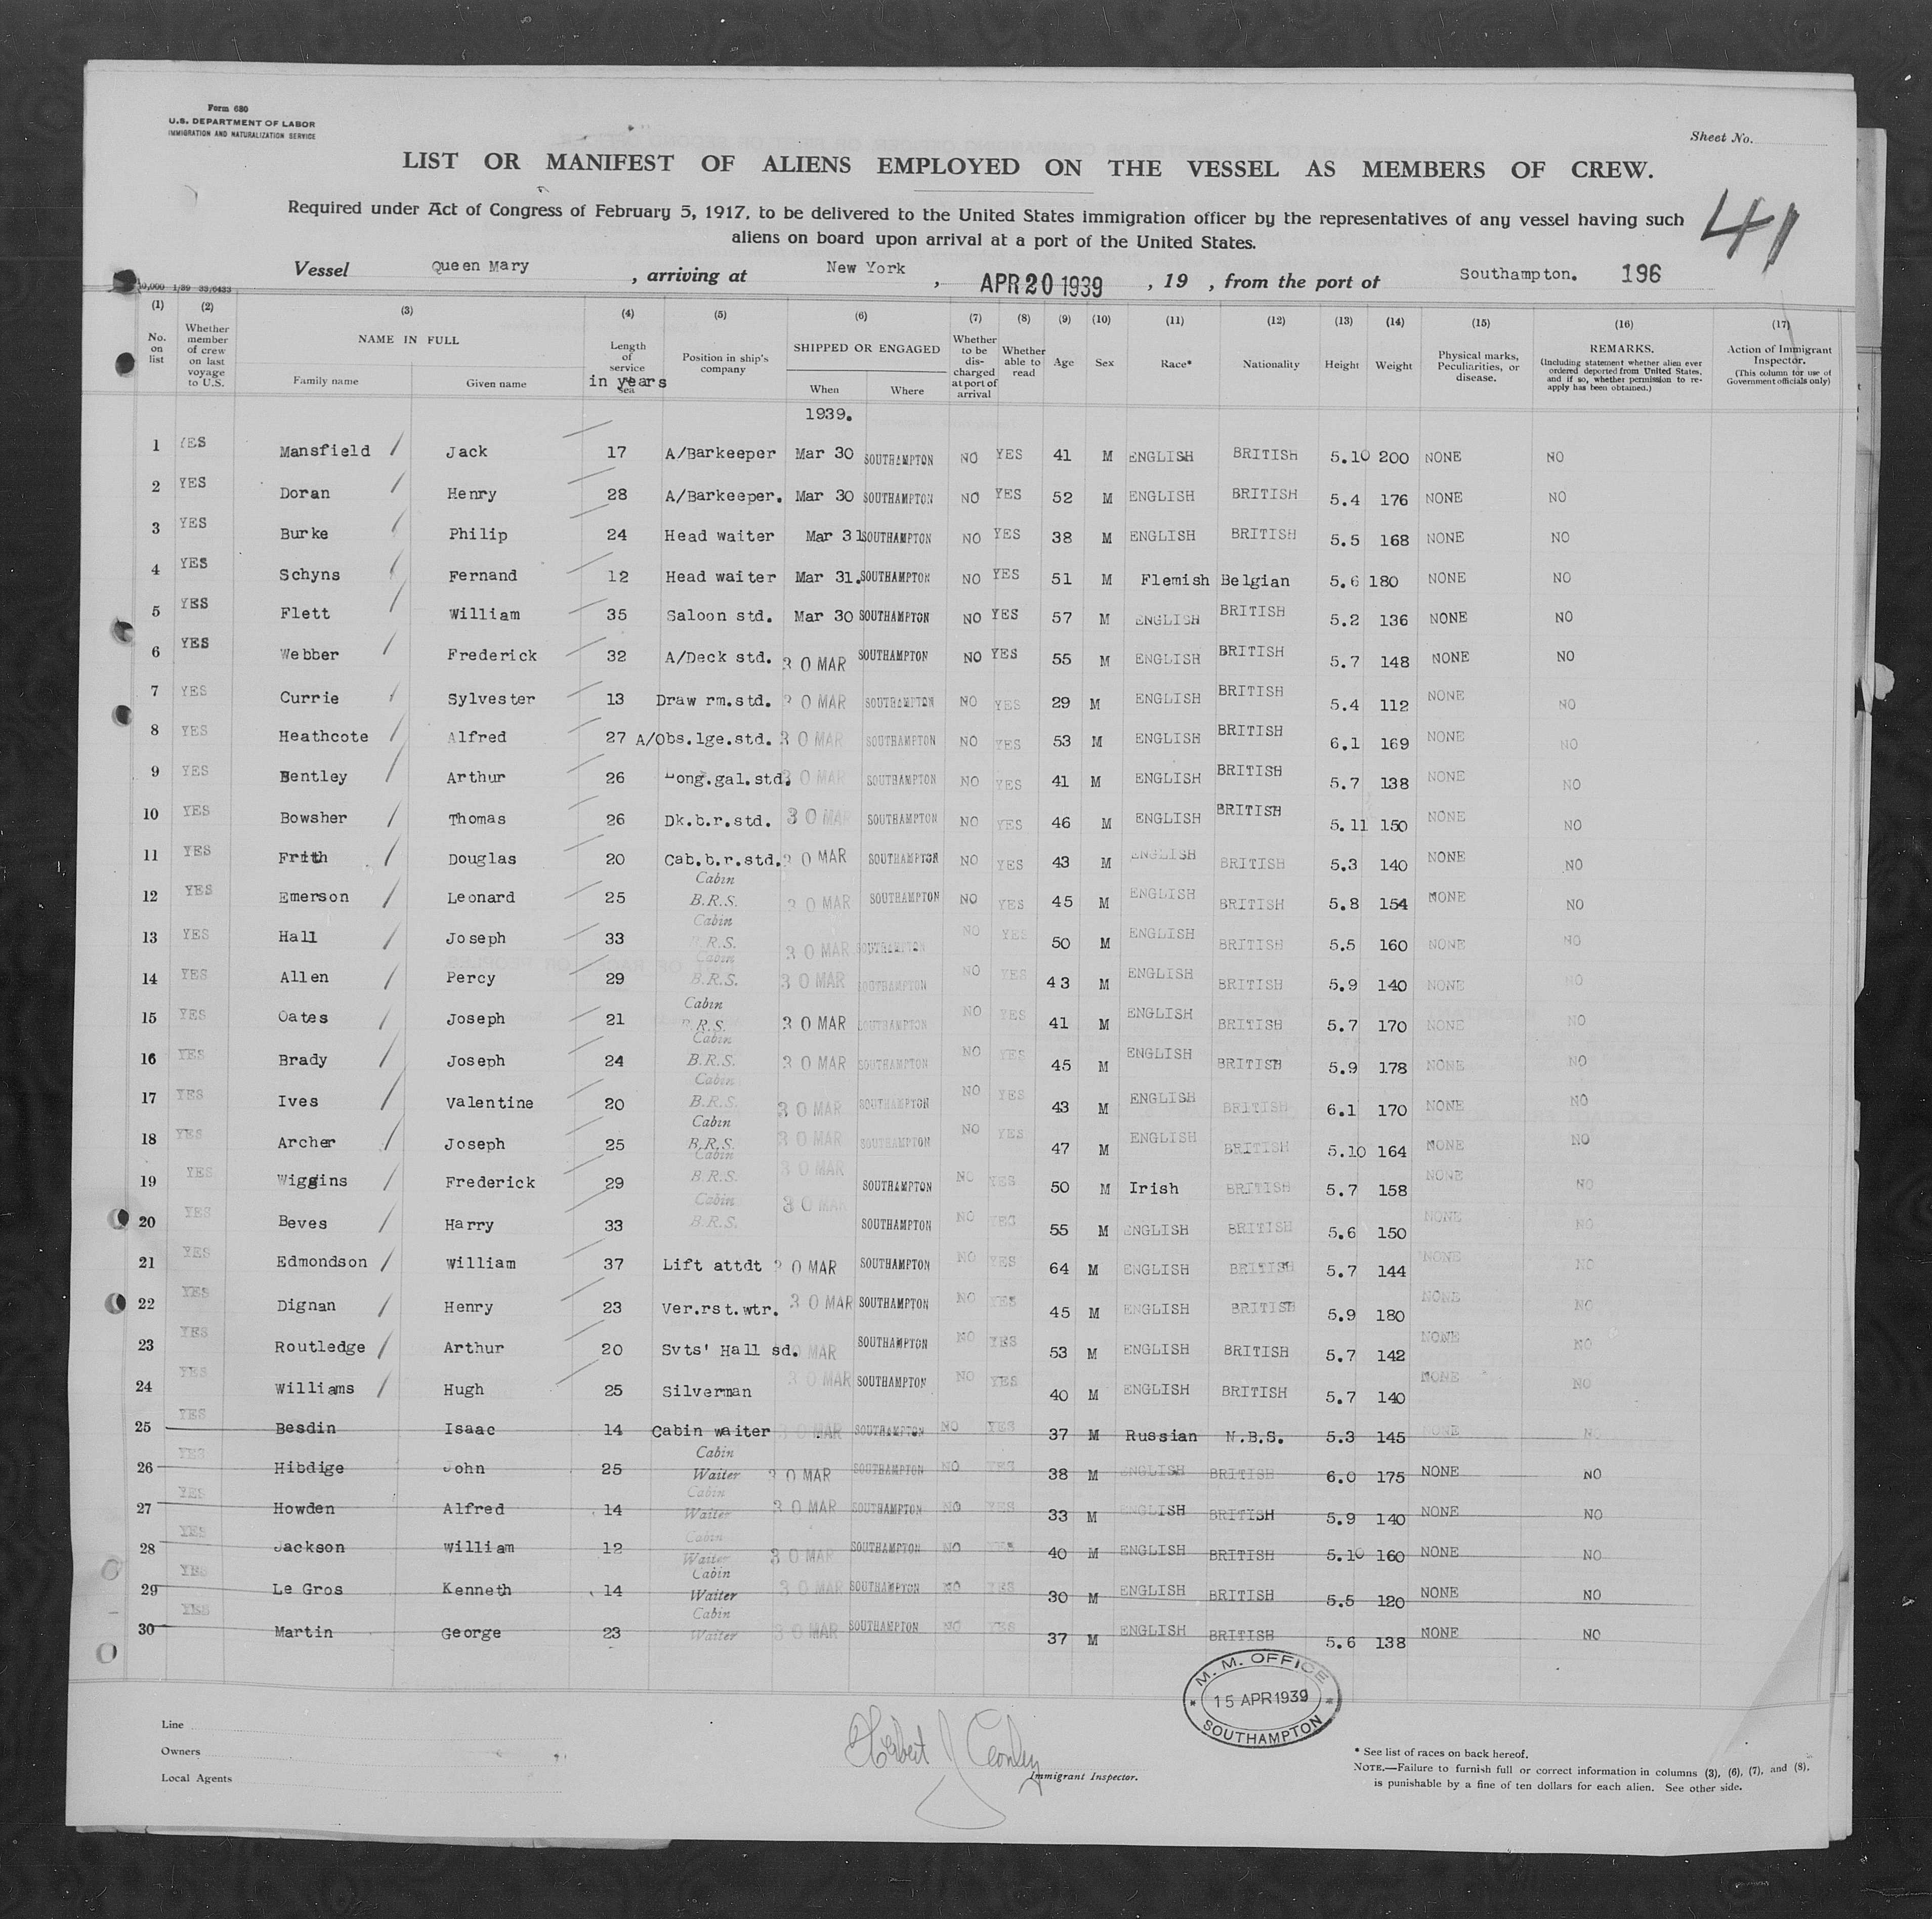 Form 680
U.S. DEPARTMENT OF LABOR
IMMIGRATION AND NATURALIZATION SERVICE
Sheet No.
LIST OR MANIFEST OF ALIENS EMPLOYED ON THE VESSEL AS MEMBERS OF CREW.
Required under Act of Congress of February 5, 1917, to be delivered to the United States immigration officer by the representatives of any vessel having such
aliens on board upon arrival at a port of the United States.
41
Vessel Queen Mary, arriving at New York, APR 20 1939, 19 , from the port of Southampton. 196
(1) No. on list
(2) Whether member of crew on last voyage to U.S.
(3) NAME IN FULL Family name Given name
(4) Length of service in years sea
(5) Position in ship's company
(6) SHIPPED OR ENGAGED When Where
(7) Whether to be discharged at port of arrival
(8) Whether able to read
(9) Age
(10) Sex
(11) Race*
(12) Nationality
(13) Height
(14) Weight
(15) Physical marks, Peculiarities, or disease.
(16) REMARKS. (Including statement whether alien ever ordered deported from United States, and if so, whether permission to re-apply has been obtained.)
(17) Action of Immigrant Inspector. (This column for use of Government officials only)
1939.
1 YES Mansfield Jack 17 A/Barkeeper Mar 30 SOUTHAMPTON NO YES 41 M ENGLISH BRITISH 5.10 200 NONE NO
2 YES Doran Henry 28 A/Barkeeper. Mar 30 SOUTHAMPTON NO YES 52 M ENGLISH BRITISH 5.4 176 NONE NO
3 YES Burke Philip 24 Head waiter Mar 31 SOUTHAMPTON NO YES 38 M ENGLISH BRITISH 5.5 168 NONE NO
4 YES Schyns Fernand 12 Head waiter Mar 31. SOUTHAMPTON NO YES 51 M Flemish Belgian 5.6 180 NONE NO
5 YES Flett William 35 Saloon std. Mar 30 SOUTHAMPTON NO YES 57 M ENGLISH BRITISH 5.2 136 NONE NO
6 YES Webber Frederick 32 A/Deck std. 30 MAR SOUTHAMPTON NO YES 55 M ENGLISH BRITISH 5.7 148 NONE NO
7 YES Currie Sylvester 13 Draw rm.std. 30 MAR SOUTHAMPTON NO YES 29 M ENGLISH BRITISH 5.4 112 NONE NO
8 YES Heathcote Alfred 27 A/Obs.lge.std. 30 MAR SOUTHAMPTON NO YES 53 M ENGLISH BRITISH 6.1 169 NONE NO
9 YES Bentley Arthur 26 Long.gal.std. 30 MAR SOUTHAMPTON NO YES 41 M ENGLISH BRITISH 5.7 138 NONE NO
10 YES Bowsher Thomas 26 Dk.b.r.std. 30 MAR SOUTHAMPTON NO YES 46 M ENGLISH BRITISH 5.11 150 NONE NO
11 YES Frith Douglas 20 Cab.b.r.std. 30 MAR SOUTHAMPTON NO YES 43 M ENGLISH BRITISH 5.3 140 NONE NO
12 YES Emerson Leonard 25 Cabin B.R.S. 30 MAR SOUTHAMPTON NO YES 45 M ENGLISH BRITISH 5.8 154 NONE NO
13 YES Hall Joseph 33 Cabin B.R.S. 30 MAR SOUTHAMPTON NO YES 50 M ENGLISH BRITISH 5.5 160 NONE NO
14 YES Allen Percy 29 Cabin B.R.S. 30 MAR SOUTHAMPTON NO YES 43 M ENGLISH BRITISH 5.9 140 NONE NO
15 YES Oates Joseph 21 Cabin B.R.S. 30 MAR SOUTHAMPTON NO YES 41 M ENGLISH BRITISH 5.7 170 NONE NO
16 YES Brady Joseph 24 Cabin B.R.S. 30 MAR SOUTHAMPTON NO YES 45 M ENGLISH BRITISH 5.9 178 NONE NO
17 YES Ives Valentine 20 Cabin B.R.S. 30 MAR SOUTHAMPTON NO YES 43 M ENGLISH BRITISH 6.1 170 NONE NO
18 YES Archer Joseph 25 Cabin B.R.S. 30 MAR SOUTHAMPTON NO YES 47 M ENGLISH BRITISH 5.10 164 NONE NO
19 YES Wiggins Frederick 29 Cabin B.R.S. 30 MAR SOUTHAMPTON NO YES 50 M Irish BRITISH 5.7 158 NONE NO
20 YES Beves Harry 33 Cabin B.R.S. 30 MAR SOUTHAMPTON NO YES 55 M ENGLISH BRITISH 5.6 150 NONE NO
21 YES Edmondson William 37 Lift attdt 30 MAR SOUTHAMPTON NO YES 64 M ENGLISH BRITISH 5.7 144 NONE NO
22 YES Dignan Henry 23 Ver.rst.wtr. 30 MAR SOUTHAMPTON NO YES 45 M ENGLISH BRITISH 5.9 180 NONE NO
23 YES Routledge Arthur 20 Svts' Hall sd. 30 MAR SOUTHAMPTON NO YES 53 M ENGLISH BRITISH 5.7 142 NONE NO
24 YES Williams Hugh 25 Silverman 30 MAR SOUTHAMPTON NO YES 40 M ENGLISH BRITISH 5.7 140 NONE NO
25 YES Besdin Isaac 14 Cabin waiter 30 MAR SOUTHAMPTON NO YES 37 M Russian N.B.S. 5.3 145 NONE NO
26 YES Hibdige John 25 Cabin Waiter 30 MAR SOUTHAMPTON NO YES 38 M ENGLISH BRITISH 6.0 175 NONE NO
27 YES Howden Alfred 14 Cabin Waiter 30 MAR SOUTHAMPTON NO YES 33 M ENGLISH BRITISH 5.9 140 NONE NO
28 YES Jackson William 12 Cabin Waiter 30 MAR SOUTHAMPTON NO YES 40 M ENGLISH BRITISH 5.10 160 NONE NO
29 YES Le Gros Kenneth 14 Cabin Waiter 30 MAR SOUTHAMPTON NO YES 30 M ENGLISH BRITISH 5.5 120 NONE NO
30 YES Martin George 23 Cabin Waiter 30 MAR SOUTHAMPTON NO YES 37 M ENGLISH BRITISH 5.6 138 NONE NO
M. M. OFFICE
15 APR 1939
SOUTHAMPTON
Line
Owners
Local Agents
Herbert J
Immigrant Inspector.
* See list of races on back hereof.
NOTE.—Failure to furnish full or correct information in columns (3), (6), (7), and (8),
is punishable by a fine of ten dollars for each alien. See other side.